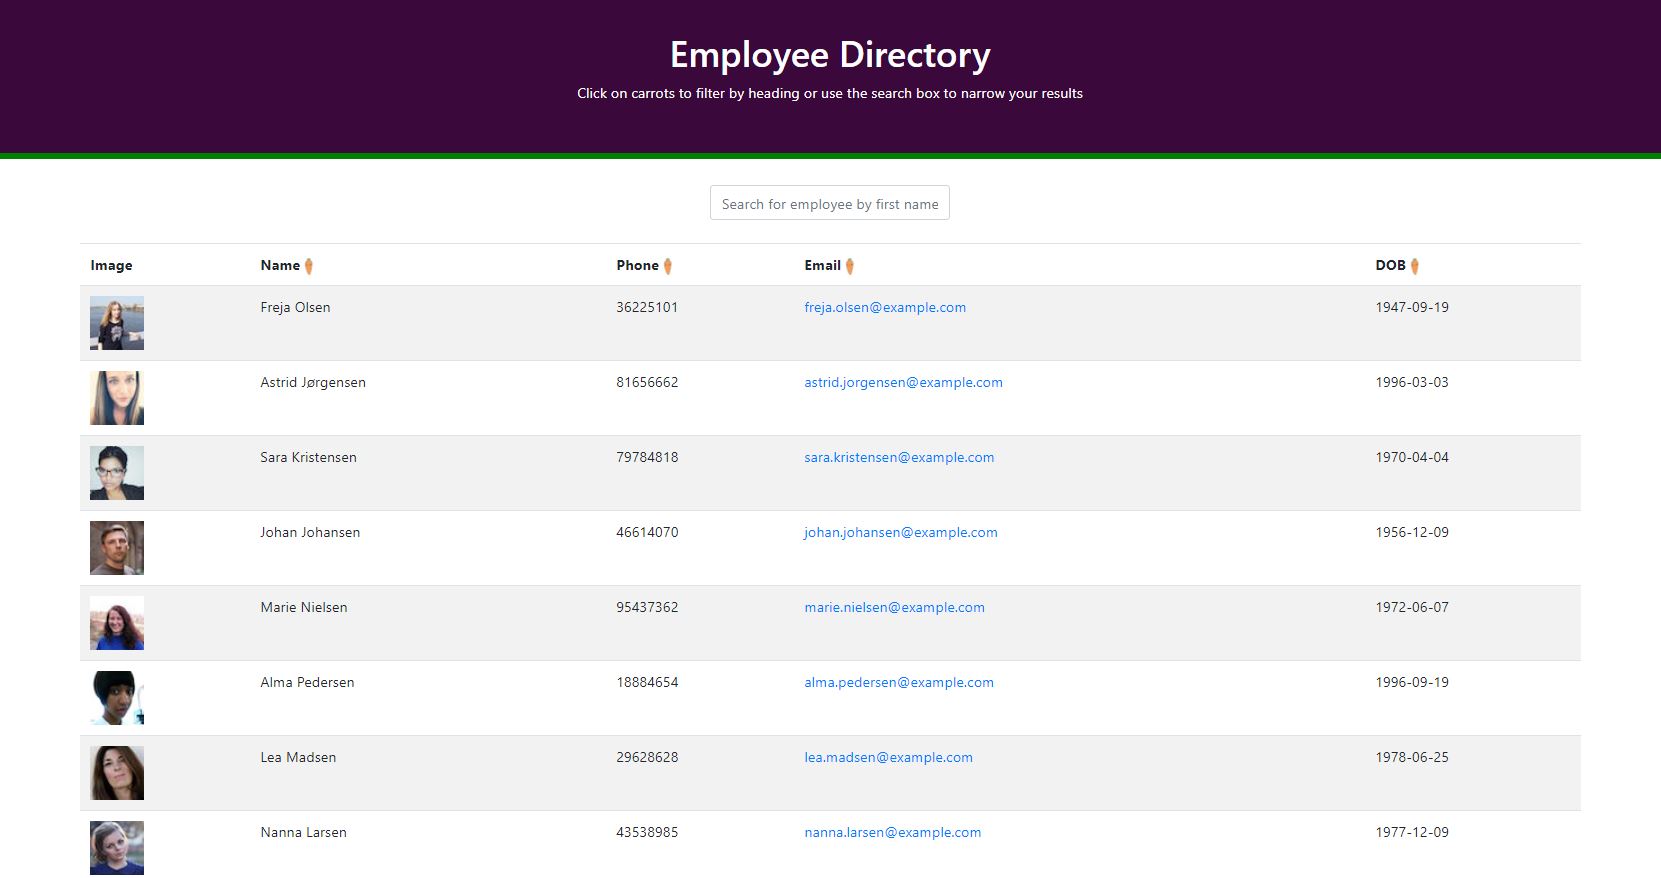 Employee Directory
Click on carrots to filter by heading or use the search box to narrow your results
Search for employee by first name
Image Name Phone Email DOB
Freja Olsen 36225101 freja.olsen@example.com 1947-09-19
Astrid Jørgensen 81656662 astrid.jorgensen@example.com 1996-03-03
Sara Kristensen 79784818 sara.kristensen@example.com 1970-04-04
Johan Johansen 46614070 johan.johansen@example.com 1956-12-09
Marie Nielsen 95437362 marie.nielsen@example.com 1972-06-07
Alma Pedersen 18884654 alma.pedersen@example.com 1996-09-19
Lea Madsen 29628628 lea.madsen@example.com 1978-06-25
Nanna Larsen 43538985 nanna.larsen@example.com 1977-12-09